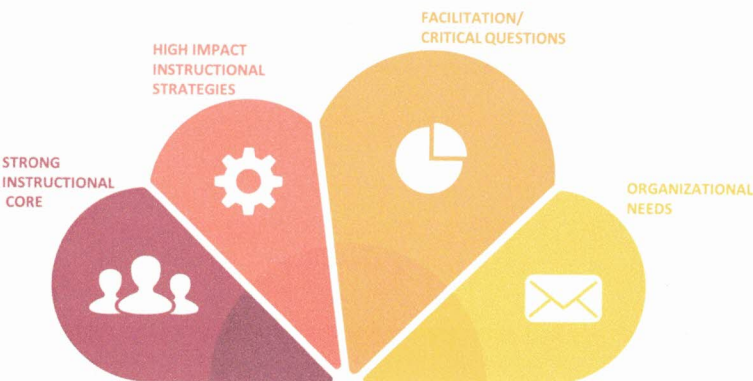 FACILITATION/
CRITICAL QUESTIONS
HIGH IMPACT
INSTRUCTIONAL
STRATEGIES
STRONG
INSTRUCTIONAL
CORE
ORGANIZATIONAL
NEEDS